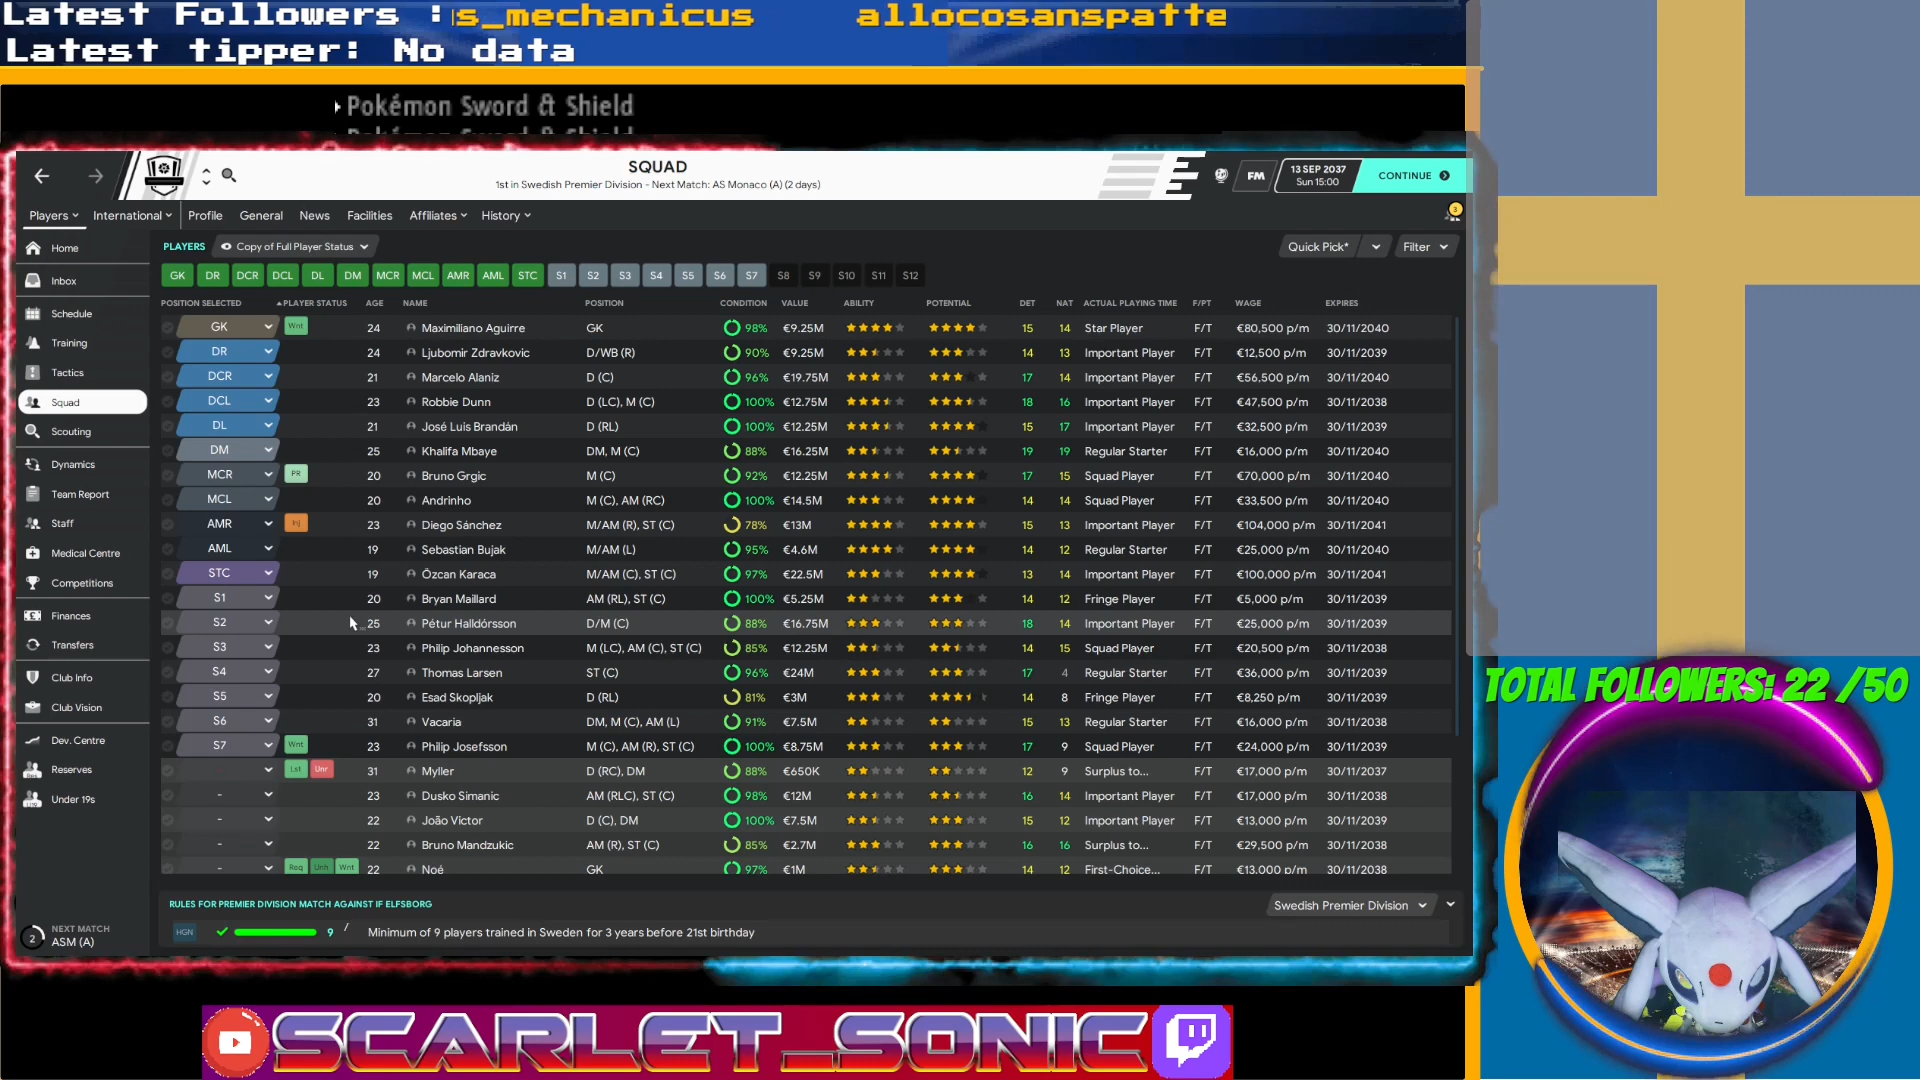 Latest Followers : s_mechanicus allocosansspatte
Latest tipper: No data
Pokémon Sword & Shield
Pokémon Sword & Shield
SQUAD
1st in Swedish Premier Division - Next Match: AS Monaco (A) (2 days)
FM
13 SEP 2037
Sun 15:00
CONTINUE
3
Players International Profile General News Facilities Affiliates History
PLAYERS Copy of Full Player Status Quick Pick* Filter
GK DR DCR DCL DL DM MCR MCL AMR AML STC S1 S2 S3 S4 S5 S6 S7 S8 S9 S10 S11 S12
POSITION SELECTED PLAYER STATUS AGE NAME POSITION CONDITION VALUE ABILITY POTENTIAL DET NAT ACTUAL PLAYING TIME F/PT WAGE EXPIRES
GK Wnt 24 Maximiliano Aguirre GK 98% €9.25M 15 14 Star Player F/T €80,500 p/m 30/11/2040
DR 24 Ljubomir Zdravkovic D/WB (R) 90% €9.25M 14 13 Important Player F/T €12,500 p/m 30/11/2039
DCR 21 Marcelo Alaniz D (C) 96% €19.75M 17 14 Important Player F/T €56,500 p/m 30/11/2040
DCL 23 Robbie Dunn D (LC), M (C) 100% €12.75M 18 16 Important Player F/T €47,500 p/m 30/11/2038
DL 21 José Luis Brandán D (RL) 100% €12.25M 15 17 Important Player F/T €32,500 p/m 30/11/2039
DM 25 Khalifa Mbaye DM, M (C) 88% €16.25M 19 19 Regular Starter F/T €16,000 p/m 30/11/2040
MCR PR 20 Bruno Grgic M (C) 92% €12.25M 17 15 Squad Player F/T €70,000 p/m 30/11/2040
MCL 20 Andrinho M (C), AM (RC) 100% €14.5M 14 14 Squad Player F/T €33,500 p/m 30/11/2040
AMR Inj 23 Diego Sánchez M/AM (R), ST (C) 78% €13M 15 13 Important Player F/T €104,000 p/m 30/11/2041
AML 19 Sebastian Bujak M/AM (L) 95% €4.6M 14 12 Regular Starter F/T €25,000 p/m 30/11/2040
STC 19 Özcan Karaca M/AM (C), ST (C) 97% €22.5M 13 14 Important Player F/T €100,000 p/m 30/11/2041
S1 20 Bryan Maillard AM (RL), ST (C) 100% €5.25M 14 12 Fringe Player F/T €5,000 p/m 30/11/2039
S2 25 Pétur Halldórsson D/M (C) 88% €16.75M 18 14 Important Player F/T €25,000 p/m 30/11/2039
S3 23 Philip Johannesson M (LC), AM (C), ST (C) 85% €12.25M 14 15 Squad Player F/T €20,500 p/m 30/11/2038
S4 27 Thomas Larsen ST (C) 96% €24M 17 4 Regular Starter F/T €36,000 p/m 30/11/2039
S5 20 Esad Skopljak D (RL) 81% €3M 14 8 Fringe Player F/T €8,250 p/m 30/11/2039
S6 31 Vacaria DM, M (C), AM (L) 91% €7.5M 15 13 Regular Starter F/T €16,000 p/m 30/11/2038
S7 Wnt 23 Philip Josefsson M (C), AM (R), ST (C) 100% €8.75M 17 9 Squad Player F/T €24,000 p/m 30/11/2039
- Lst Unr 31 Myller D (RC), DM 88% €650K 12 9 Surplus to... F/T €17,000 p/m 30/11/2037
- 23 Dusko Simanic AM (RLC), ST (C) 98% €12M 16 14 Important Player F/T €17,000 p/m 30/11/2038
- 22 João Victor D (C), DM 100% €7.5M 15 12 Important Player F/T €13,000 p/m 30/11/2039
- 22 Bruno Mandzukic AM (R), ST (C) 85% €2.7M 16 16 Surplus to... F/T €29,500 p/m 30/11/2038
- Req Unh Wnt 22 Noé GK 97% €1M 14 12 First-Choice... F/T €13,000 p/m 30/11/2038
Home
Inbox
Schedule
Training
Tactics
Squad
Scouting
Dynamics
Team Report
Staff
Medical Centre
Competitions
Finances
Transfers
Club Info
Club Vision
Dev. Centre
Reserves
Under 19s
2 NEXT MATCH
ASM (A)
RULES FOR PREMIER DIVISION MATCH AGAINST IF ELFSBORG Swedish Premier Division
HGN 9 / Minimum of 9 players trained in Sweden for 3 years before 21st birthday
TOTAL FOLLOWERS: 22 /50
SCARLET_SONIC